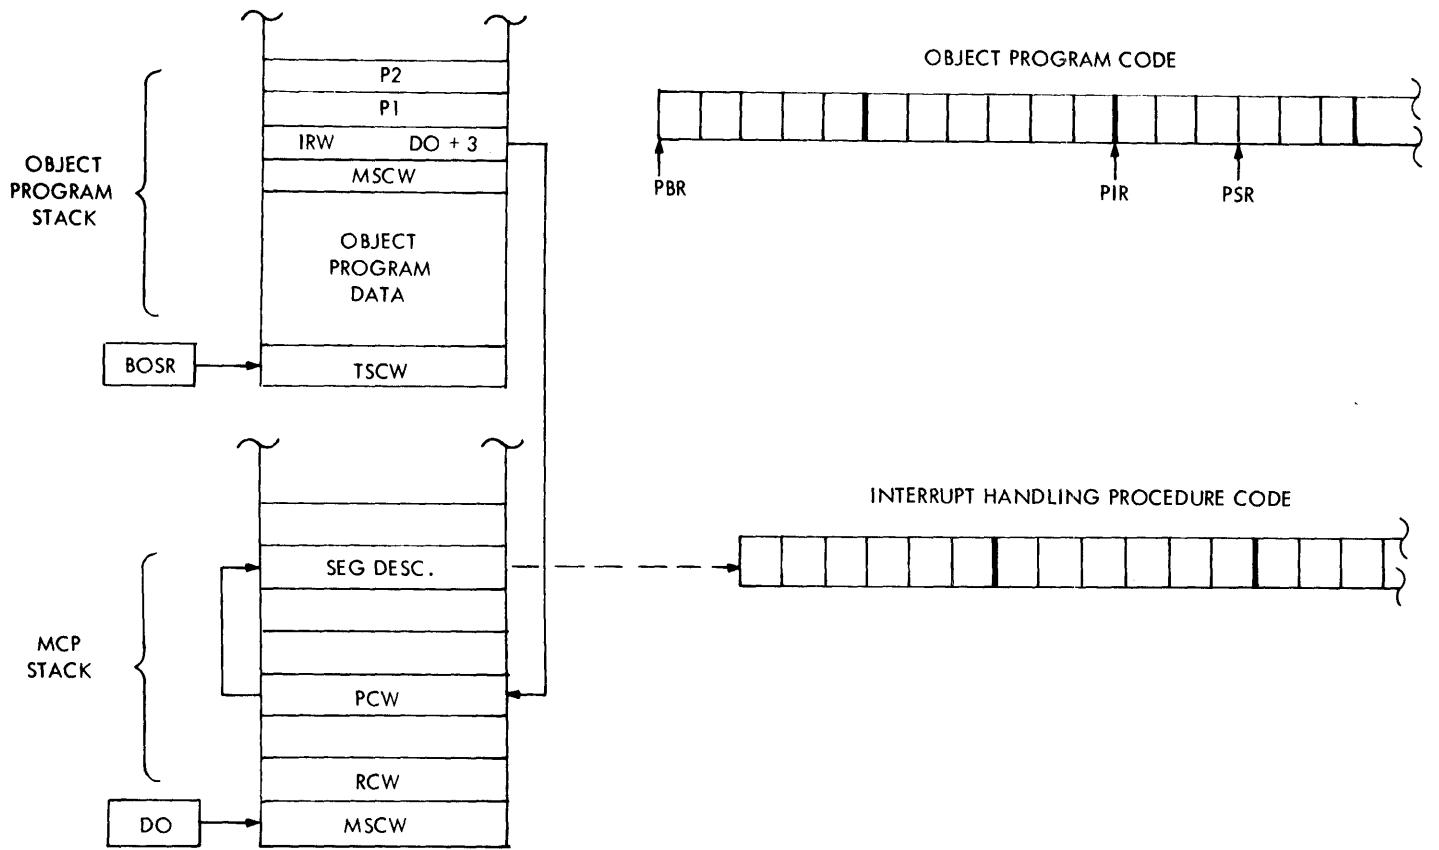 OBJECT PROGRAM CODE
P2
P1
IRW DO + 3
MSCW
OBJECT
PROGRAM
STACK
PBR
PIR
PSR
OBJECT
PROGRAM
DATA
BOSR
TSCW
INTERRUPT HANDLING PROCEDURE CODE
SEG DESC.
MCP
STACK
PCW
RCW
DO
MSCW